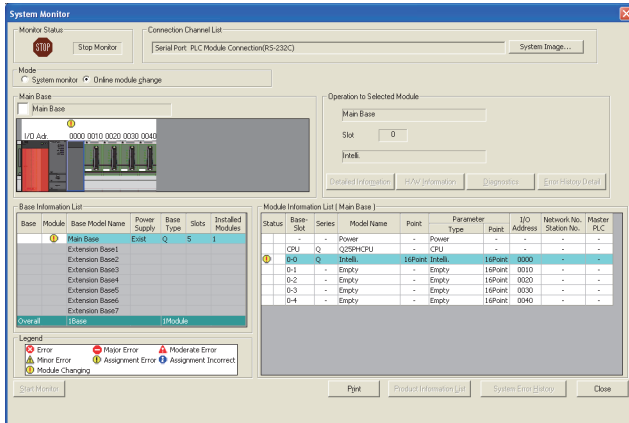 System Monitor
Monitor Status
STOP
Stop Monitor
Connection Channel List
Serial Port PLC Module Connection(RS-232C)
System Image...
Mode
System monitor Online module change
Main Base
Main Base
I/O Adr. 0000 0010 0020 0030 0040
Operation to Selected Module
Main Base
Slot 0
Intelli.
Detailed Information H/W Information Diagnostics Error History Detail
Base Information List
Base Module Base Model Name Power Supply Base Type Slots Installed Modules
Main Base Exist Q 5 1
Extension Base1
Extension Base2
Extension Base3
Extension Base4
Extension Base5
Extension Base6
Extension Base7
Overall 1Base 1Module
Module Information List ( Main Base )
Status Base-Slot Series Model Name Point Parameter Type Point I/O Address Network No. Station No. Master PLC
- - Power - Power - - - -
CPU Q Q25PHCPU - CPU - - - -
0-0 Q Intelli. 16Point Intelli. 16Point 0000 - -
0-1 - Empty - Empty 16Point 0010 - -
0-2 - Empty - Empty 16Point 0020 - -
0-3 - Empty - Empty 16Point 0030 - -
0-4 - Empty - Empty 16Point 0040 - -
Legend
Error Major Error Moderate Error
Minor Error Assignment Error Assignment Incorrect
Module Changing
Start Monitor
Print
Product Information List
System Error History
Close